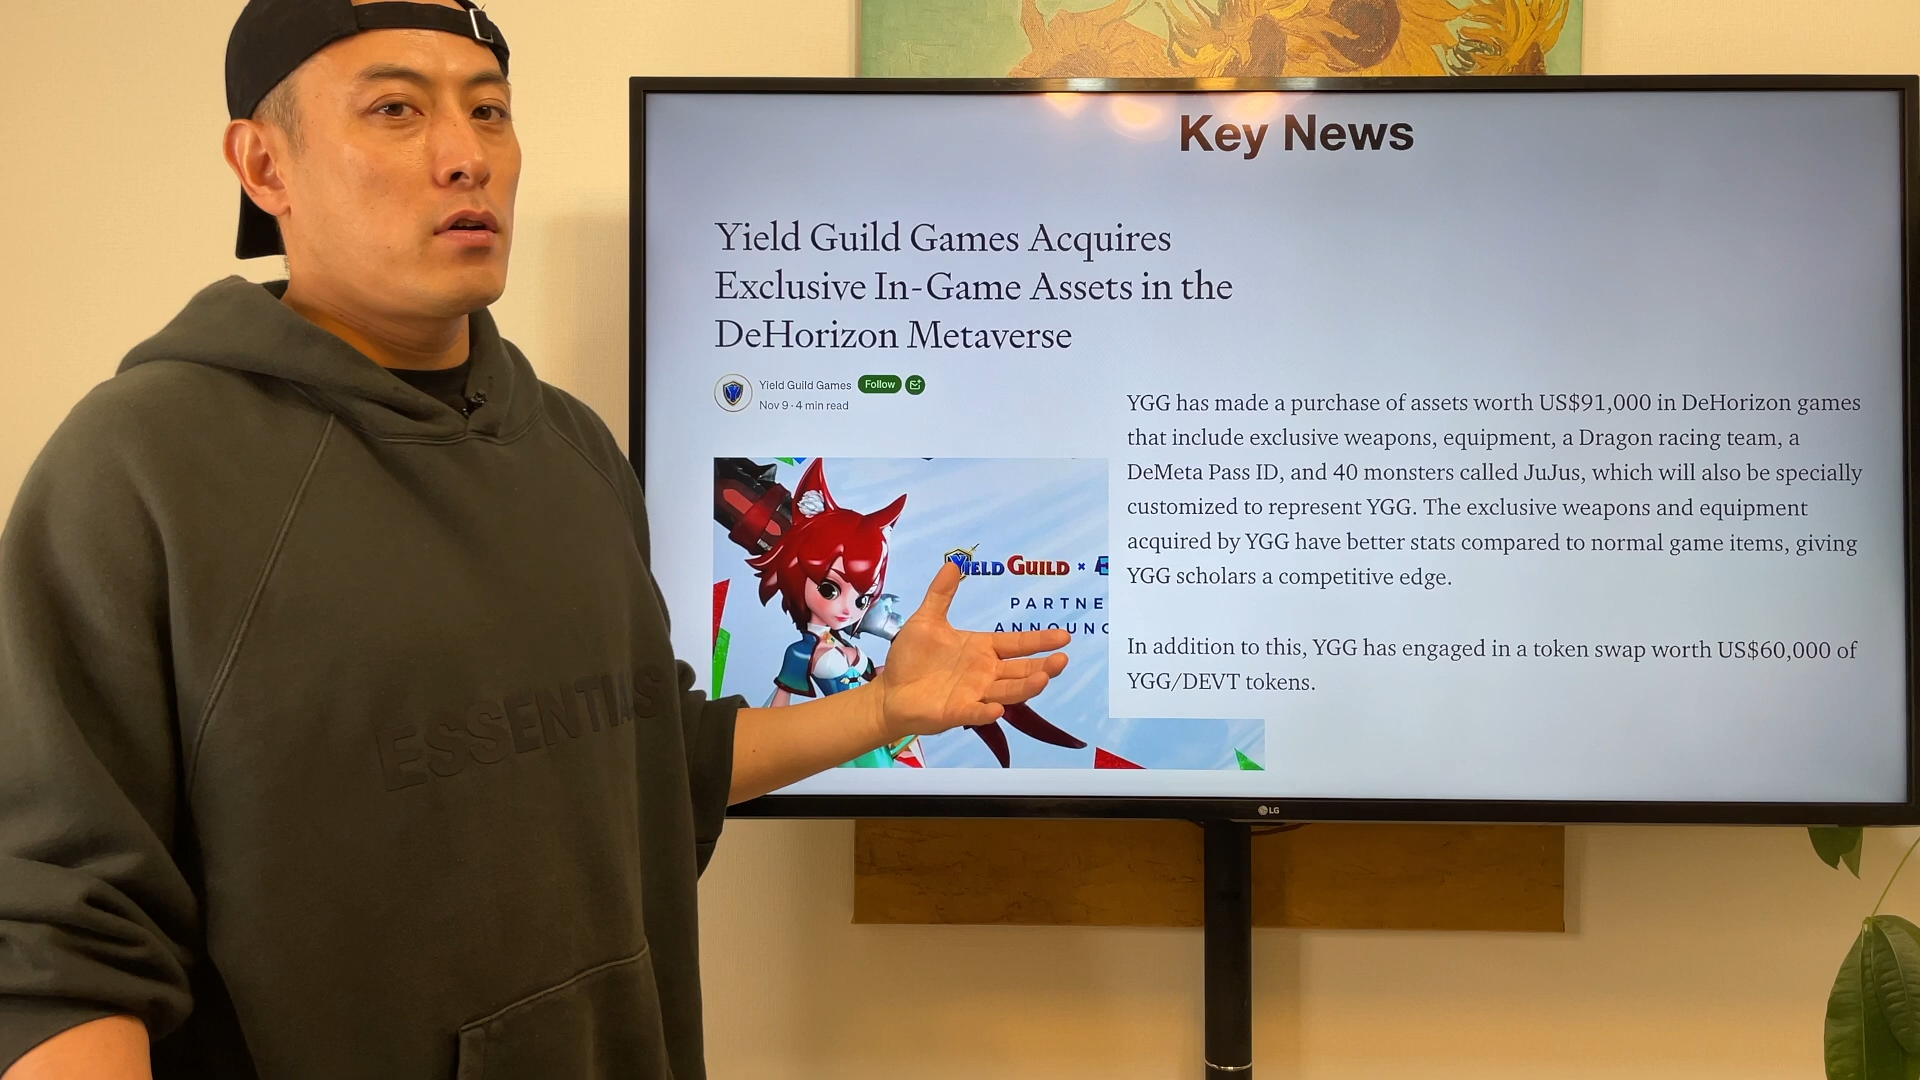 Key News
Yield Guild Games Acquires
Exclusive In-Game Assets in the
DeHorizon Metaverse
Yield Guild Games Follow
Nov 9 · 4 min read
YGG has made a purchase of assets worth US$91,000 in DeHorizon games
that include exclusive weapons, equipment, a Dragon racing team, a
DeMeta Pass ID, and 40 monsters called JuJus, which will also be specially
customized to represent YGG. The exclusive weapons and equipment
acquired by YGG have better stats compared to normal game items, giving
YGG scholars a competitive edge.
In addition to this, YGG has engaged in a token swap worth US$60,000 of
YGG/DEVT tokens.
YIELD GUILD ×
PARTNE
ANNOUNC
ESSENTIALS
LG